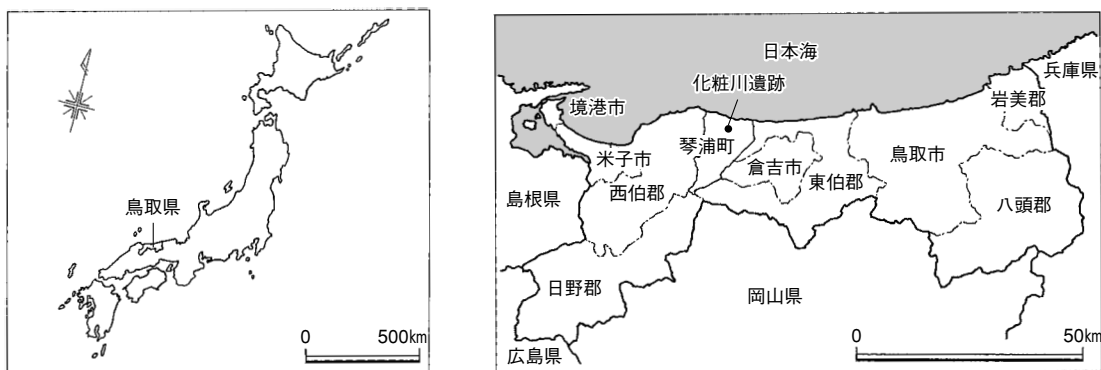 鳥取県
0 500km
日本海
化粧川遺跡
兵庫県
境港市
岩美郡
米子市
琴浦町
倉吉市
鳥取市
島根県
西伯郡
東伯郡
八頭郡
日野郡
岡山県
広島県
0 50km